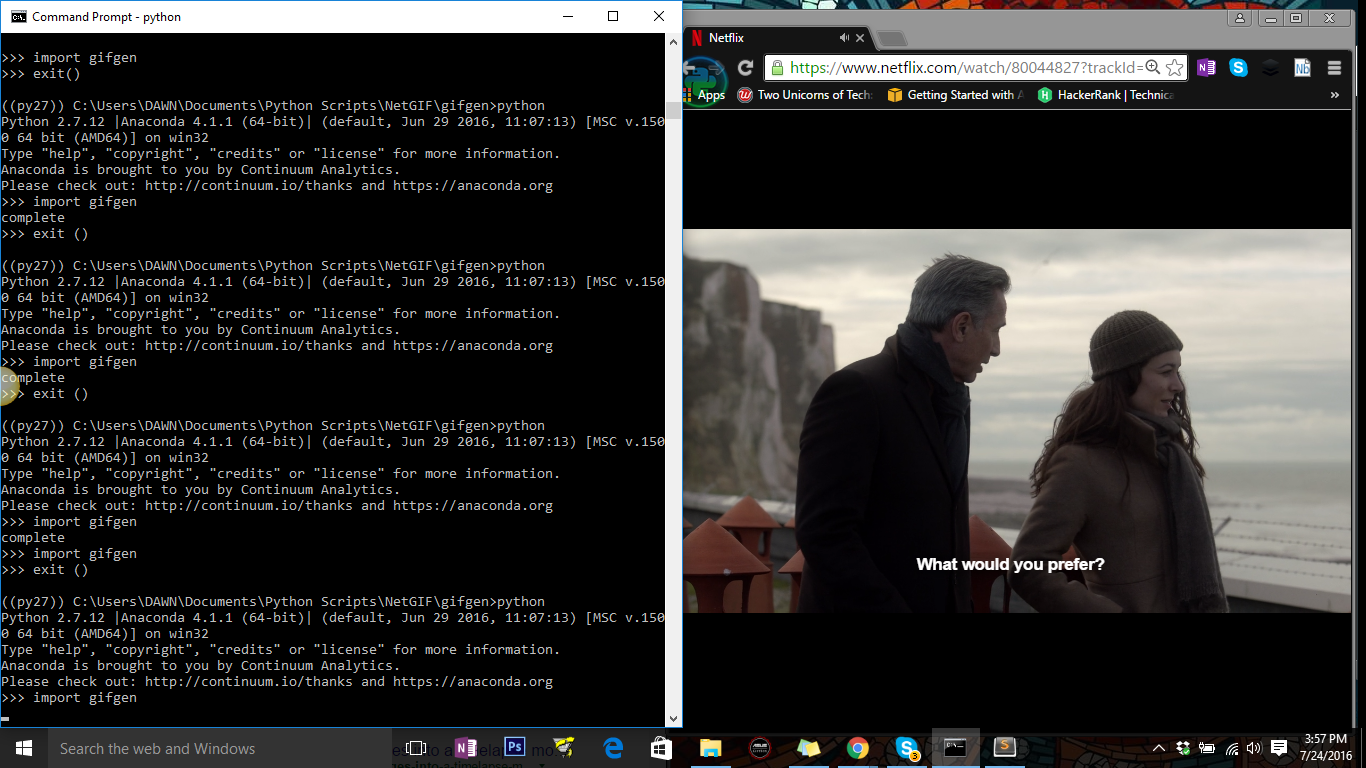 Command Prompt - python
>>> import gifgen
>>> exit()
((py27)) C:\Users\DAWN\Documents\Python Scripts\NetGIF\gifgen>python
Python 2.7.12 |Anaconda 4.1.1 (64-bit)| (default, Jun 29 2016, 11:07:13) [MSC v.150
0 64 bit (AMD64)] on win32
Type "help", "copyright", "credits" or "license" for more information.
Anaconda is brought to you by Continuum Analytics.
Please check out: http://continuum.io/thanks and https://anaconda.org
>>> import gifgen
complete
>>> exit ()
((py27)) C:\Users\DAWN\Documents\Python Scripts\NetGIF\gifgen>python
Python 2.7.12 |Anaconda 4.1.1 (64-bit)| (default, Jun 29 2016, 11:07:13) [MSC v.150
0 64 bit (AMD64)] on win32
Type "help", "copyright", "credits" or "license" for more information.
Anaconda is brought to you by Continuum Analytics.
Please check out: http://continuum.io/thanks and https://anaconda.org
>>> import gifgen
complete
>>> exit ()
((py27)) C:\Users\DAWN\Documents\Python Scripts\NetGIF\gifgen>python
Python 2.7.12 |Anaconda 4.1.1 (64-bit)| (default, Jun 29 2016, 11:07:13) [MSC v.150
0 64 bit (AMD64)] on win32
Type "help", "copyright", "credits" or "license" for more information.
Anaconda is brought to you by Continuum Analytics.
Please check out: http://continuum.io/thanks and https://anaconda.org
>>> import gifgen
complete
>>> import gifgen
>>> exit ()
((py27)) C:\Users\DAWN\Documents\Python Scripts\NetGIF\gifgen>python
Python 2.7.12 |Anaconda 4.1.1 (64-bit)| (default, Jun 29 2016, 11:07:13) [MSC v.150
0 64 bit (AMD64)] on win32
Type "help", "copyright", "credits" or "license" for more information.
Anaconda is brought to you by Continuum Analytics.
Please check out: http://continuum.io/thanks and https://anaconda.org
>>> import gifgen
Netflix
https://www.netflix.com/watch/80044827?trackId=
Apps Two Unicorns of Tech Getting Started with HackerRank | Technica
What would you prefer?
Search the web and Windows
3:57 PM
7/24/2016